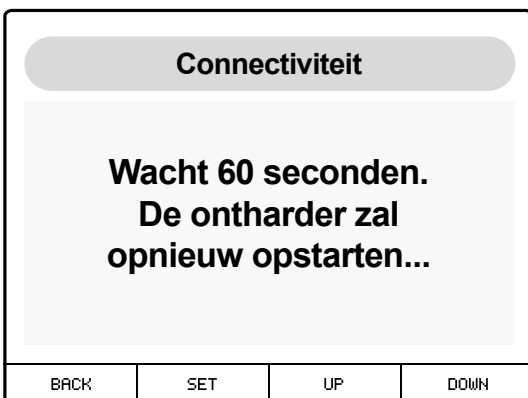 Connectiviteit
Wacht 60 seconden.
De ontharder zal
opnieuw opstarten...
BACK SET UP DOWN